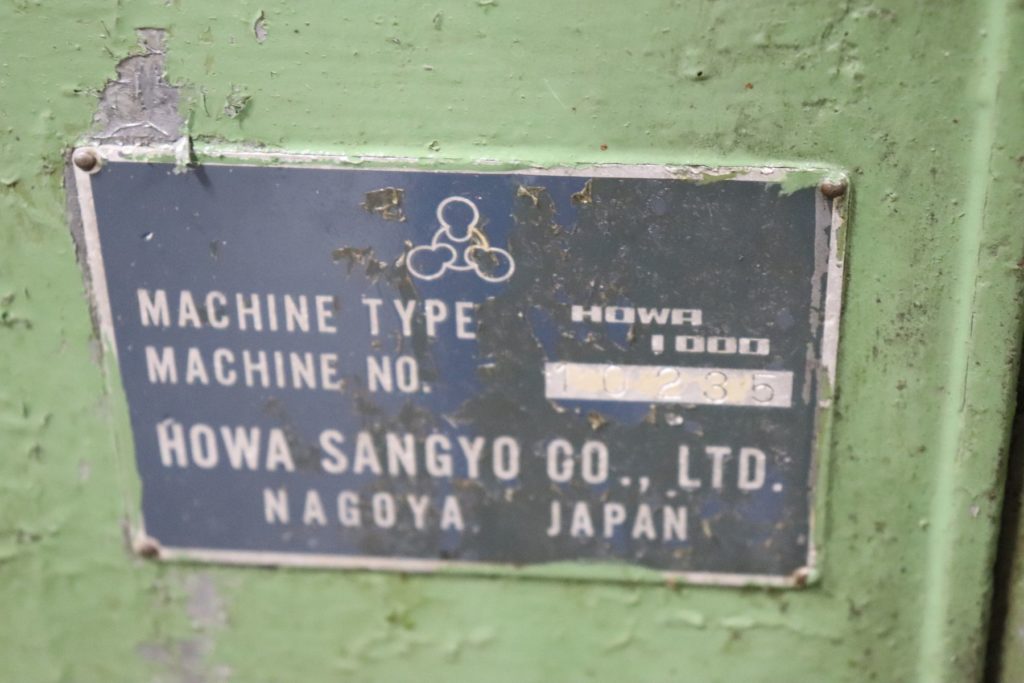 MACHINE TYPE HOWA
1000
MACHINE NO. 10235
HOWA SANGYO CO., LTD.
NAGOYA JAPAN